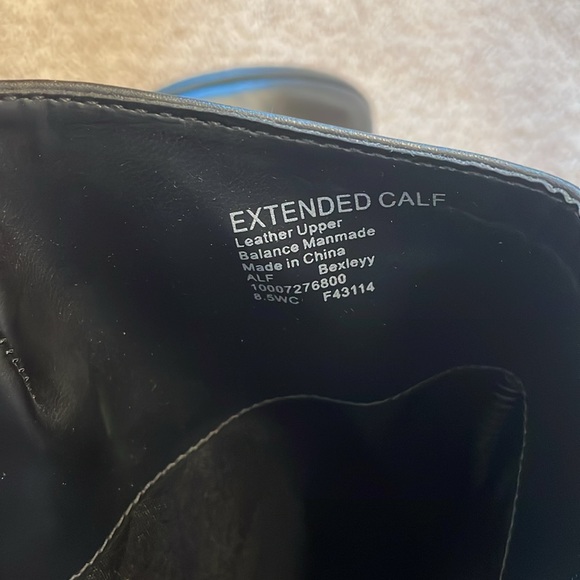 EXTENDED CALF
Leather Upper
Balance Manmade
Made in China
ALF Bexleyy
10007276800
8.5WC F43114